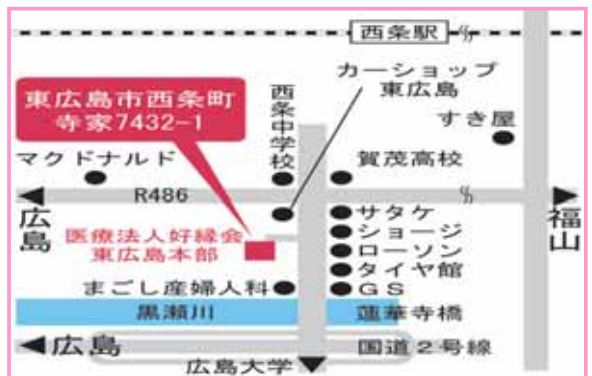 西条駅
カーショップ
東広島
東広島市西条町
寺家7432-1
西条中学校
すき屋
マクドナルド
賀茂高校
R486
広島
福山
サタケ
ショージ
ローソン
タイヤ館
GS
医療法人好縁会
東広島本部
まごし産婦人科
黒瀬川
蓮華寺橋
広島
国道2号線
広島大学